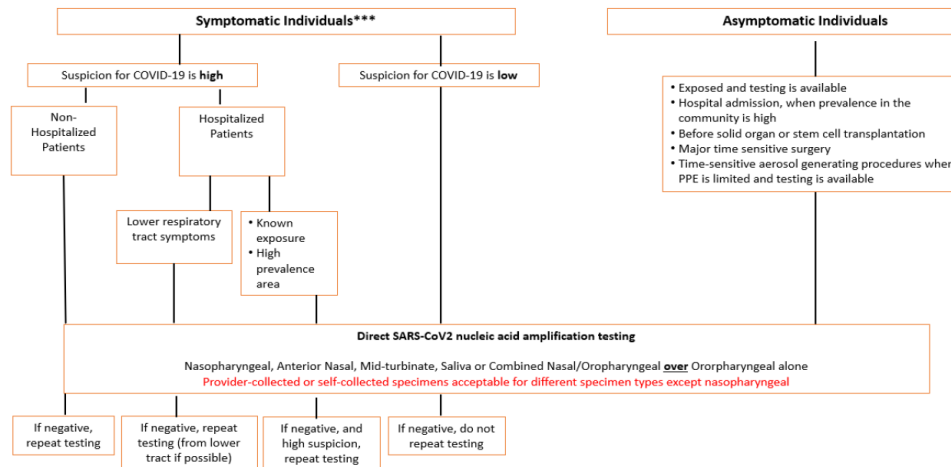 Symptomatic Individuals***
Asymptomatic Individuals
Suspicion for COVID-19 is high
Suspicion for COVID-19 is low
• Exposed and testing is available
• Hospital admission, when prevalence in the
community is high
• Before solid organ or stem cell transplantation
• Major time sensitive surgery
• Time-sensitive aerosol generating procedures when
PPE is limited and testing is available
Non-
Hospitalized
Patients
Hospitalized
Patients
Lower respiratory
tract symptoms
• Known
exposure
• High
prevalence
area
Direct SARS-CoV2 nucleic acid amplification testing
Nasopharyngeal, Anterior Nasal, Mid-turbinate, Saliva or Combined Nasal/Oropharyngeal over Ororpharyngeal alone
Provider-collected or self-collected specimens acceptable for different specimen types except nasopharyngeal
If negative,
repeat testing
If negative, repeat
testing (from lower
tract if possible)
If negative, and
high suspicion,
repeat testing
If negative, do not
repeat testing